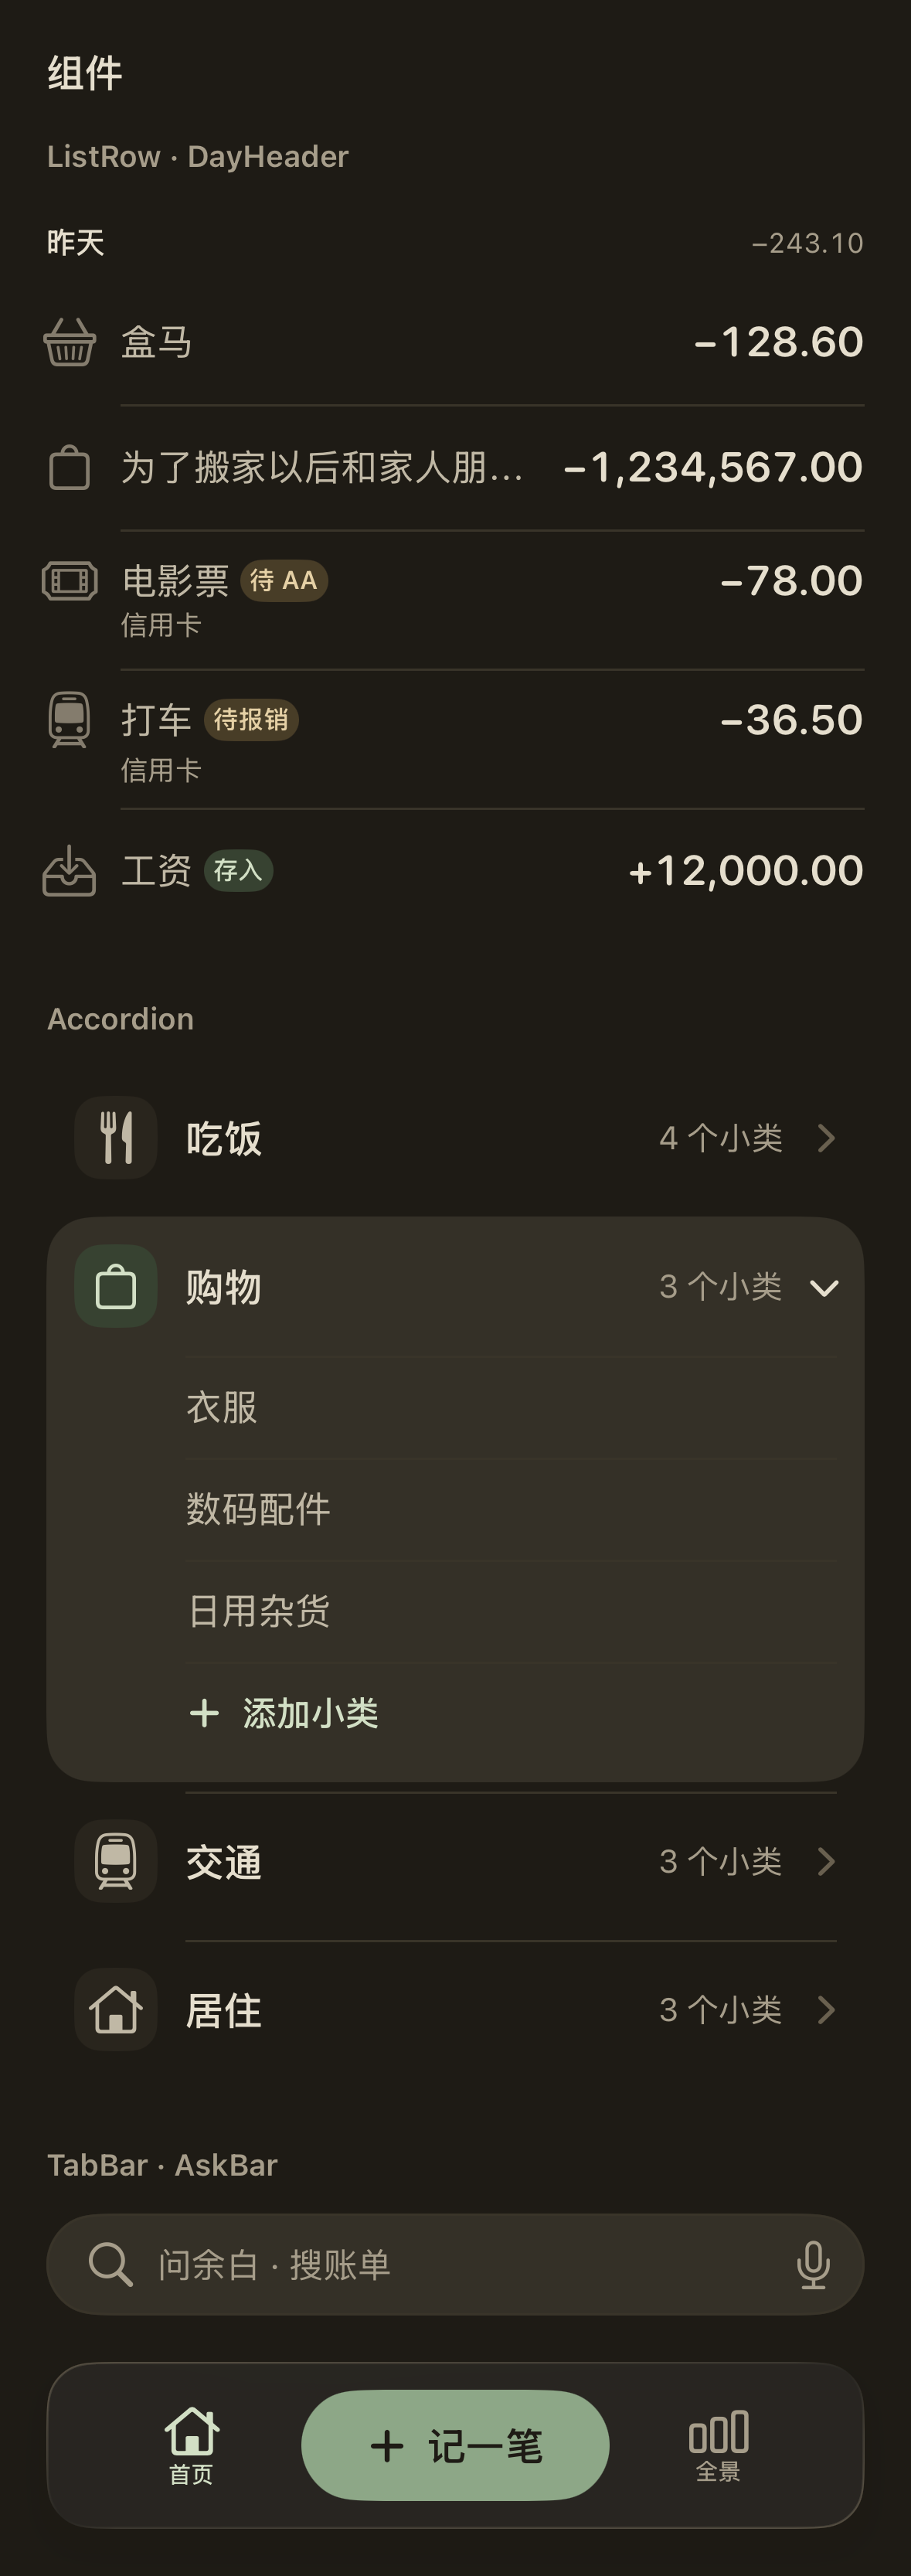 组件
ListRow · DayHeader
昨天 −243.10
盒马 −128.60
为了搬家以后和家人朋… −1,234,567.00
电影票 待 AA −78.00
信用卡
打车 待报销 −36.50
信用卡
工资 存入 +12,000.00
Accordion
吃饭 4 个小类
购物 3 个小类
衣服
数码配件
日用杂货
+ 添加小类
交通 3 个小类
居住 3 个小类
TabBar · AskBar
问余白 · 搜账单
首页 + 记一笔 全景